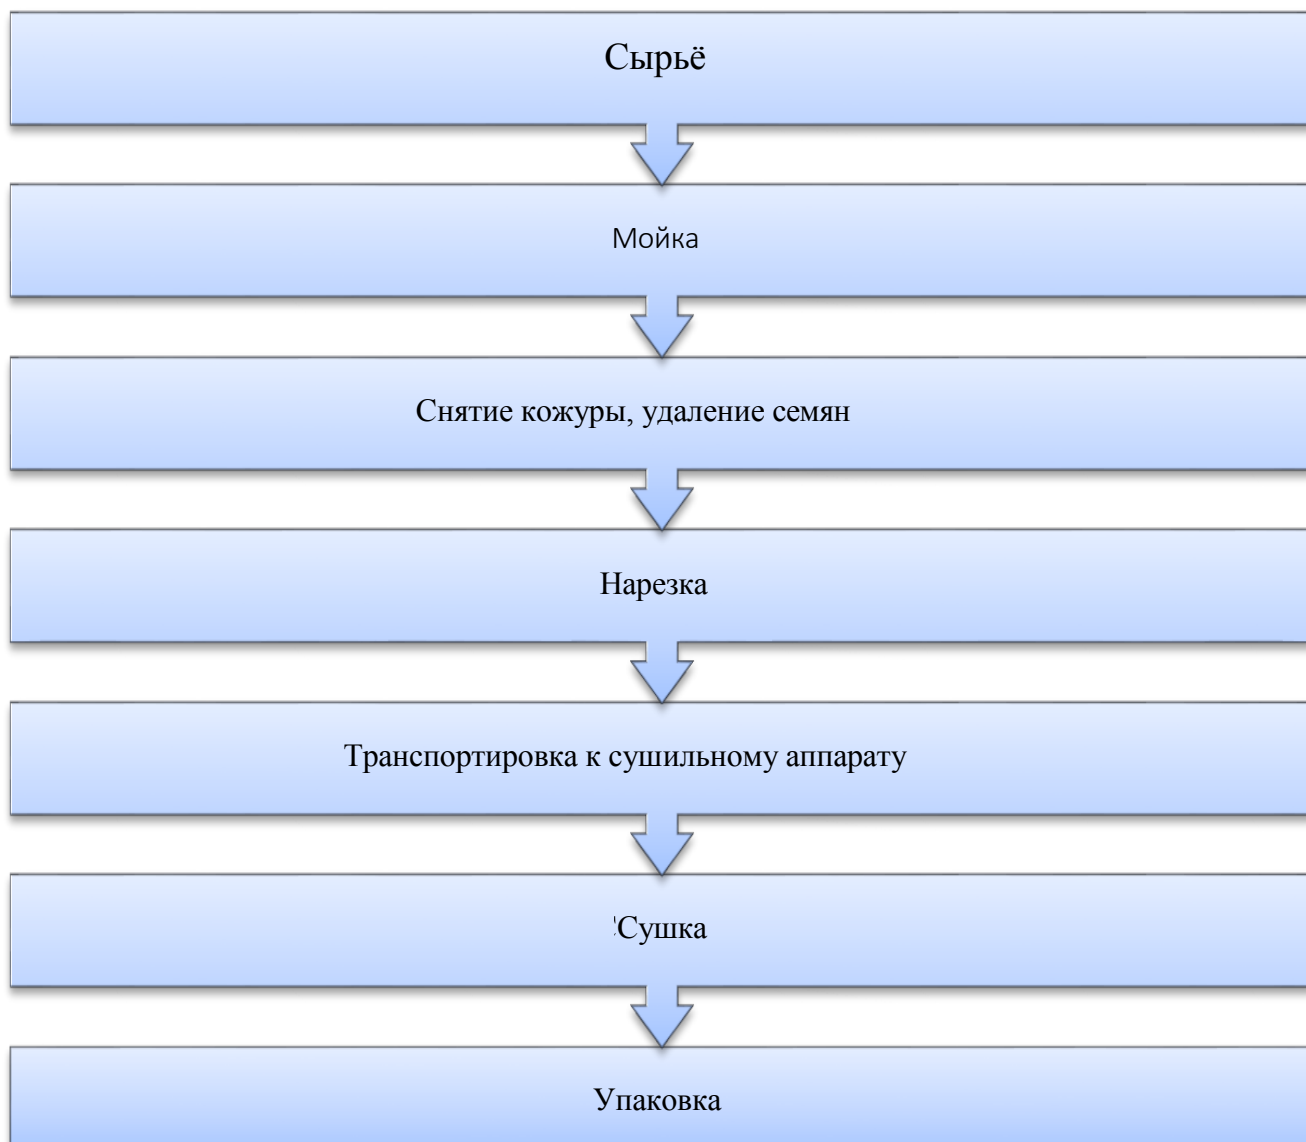 Сырьё
Мойка
Снятие кожуры, удаление семян
Нарезка
Транспортировка к сушильному аппарату
Сушка
Упаковка